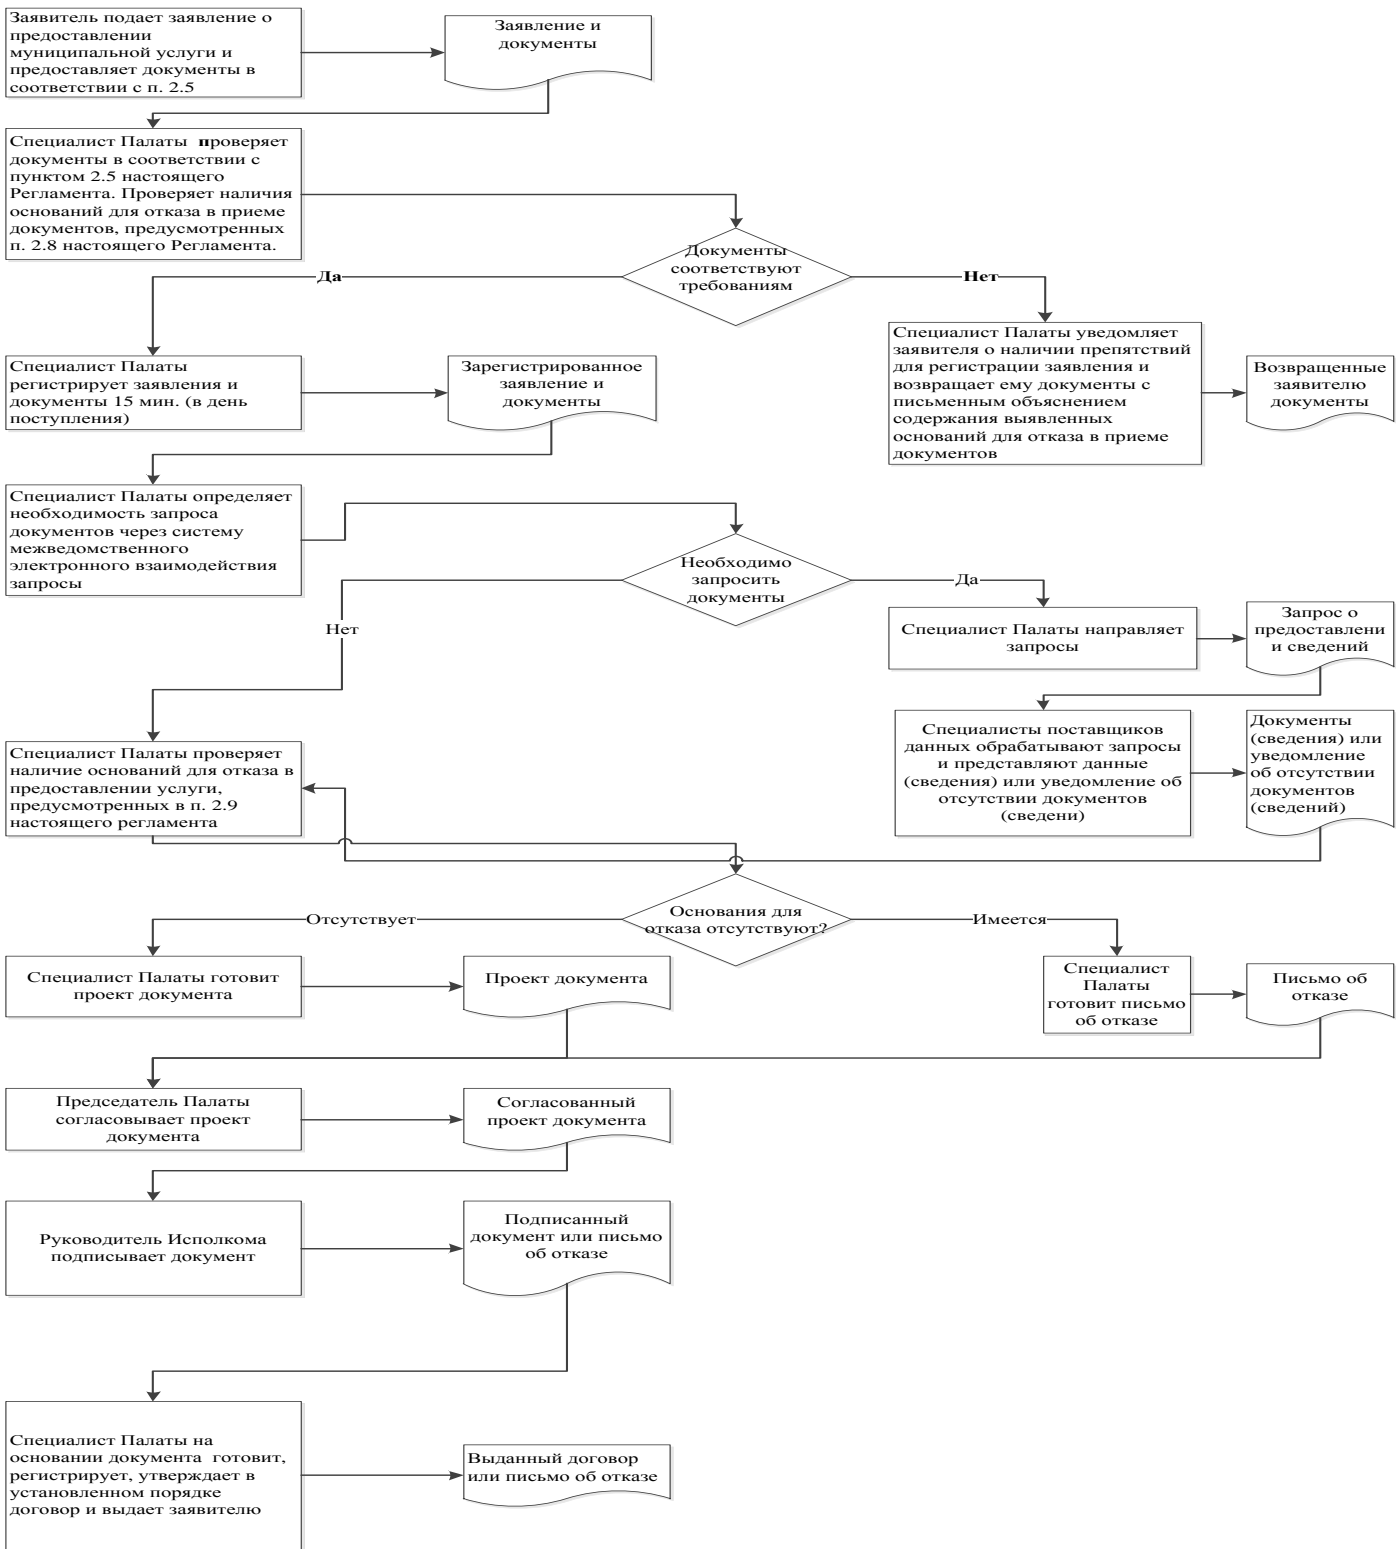 Заявитель подает заявление о
предоставлении
муниципальной услуги и
предоставляет документы в
соответствии с п. 2.5
Заявление и
документы
Специалист Палаты проверяет
документы в соответствии с
пунктом 2.5 настоящего
Регламента. Проверяет наличия
оснований для отказа в приеме
документов, предусмотренных
п. 2.8 настоящего Регламента.
Документы
соответствуют
требованиям
Да
Нет
Специалист Палаты
регистрирует заявления и
документы 15 мин. (в день
поступления)
Зарегистрированное
заявление и
документы
Специалист Палаты уведомляет
заявителя о наличии препятствий
для регистрации заявления и
возвращает ему документы с
письменным объяснением
содержания выявленных
оснований для отказа в приеме
документов
Возвращенные
заявителю
документы
Специалист Палаты определяет
необходимость запроса
документов через систему
межведомственного
электронного взаимодействия
запросы
Необходимо
запросить
документы
Да
Нет
Специалист Палаты направляет
запросы
Запрос о
предоставлени
и сведений
Специалисты поставщиков
данных обрабатывают запросы
и представляют данные
(сведения) или уведомление об
отсутствии документов
(сведени)
Документы
(сведения) или
уведомление
об отсутствии
документов
(сведений)
Специалист Палаты проверяет
наличие оснований для отказа в
предоставлении услуги,
предусмотренных в п. 2.9
настоящего регламента
Основания для
отказа отсутствуют?
Отсутствует
Имеется
Специалист Палаты готовит
проект документа
Проект документа
Специалист
Палаты
готовит письмо
об отказе
Письмо об
отказе
Председатель Палаты
согласовывает проект
документа
Согласованный
проект документа
Руководитель Исполкома
подписывает документ
Подписанный
документ или письмо
об отказе
Специалист Палаты на
основании документа готовит,
регистрирует, утверждает в
установленном порядке
договор и выдает заявителю
Выданный договор
или письмо об отказе